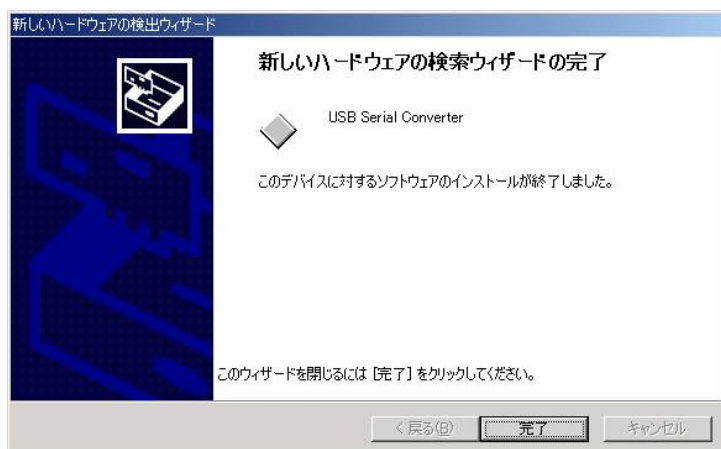 新しいハードウェアの検出ウィザード
新しいハードウェアの検索ウィザードの完了
USB Serial Converter
このデバイスに対するソフトウェアのインストールが終了しました。
このウィザードを閉じるには [完了] をクリックしてください。
< 戻る(B)
完了
キャンセル